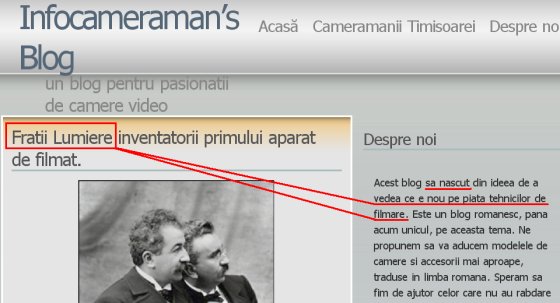 Infocameraman's
Blog
Acasă Cameramanii Timisoarei Despre no
un blog pentru pasionatii
de camere video
Fratii Lumiere inventatorii primului aparat
de filmat.
Despre noi
Acest blog sa nascut din ideea de a
vedea ce e nou pe piata tehnicilor de
filmare. Este un blog romanesc, pana
acum unicul, pe aceasta tema. Ne
propunem sa va aducem modelele de
camere si accesorii mai aproape,
traduse in limba romana. Speram sa
fim de ajutor celor care nu au rabdare